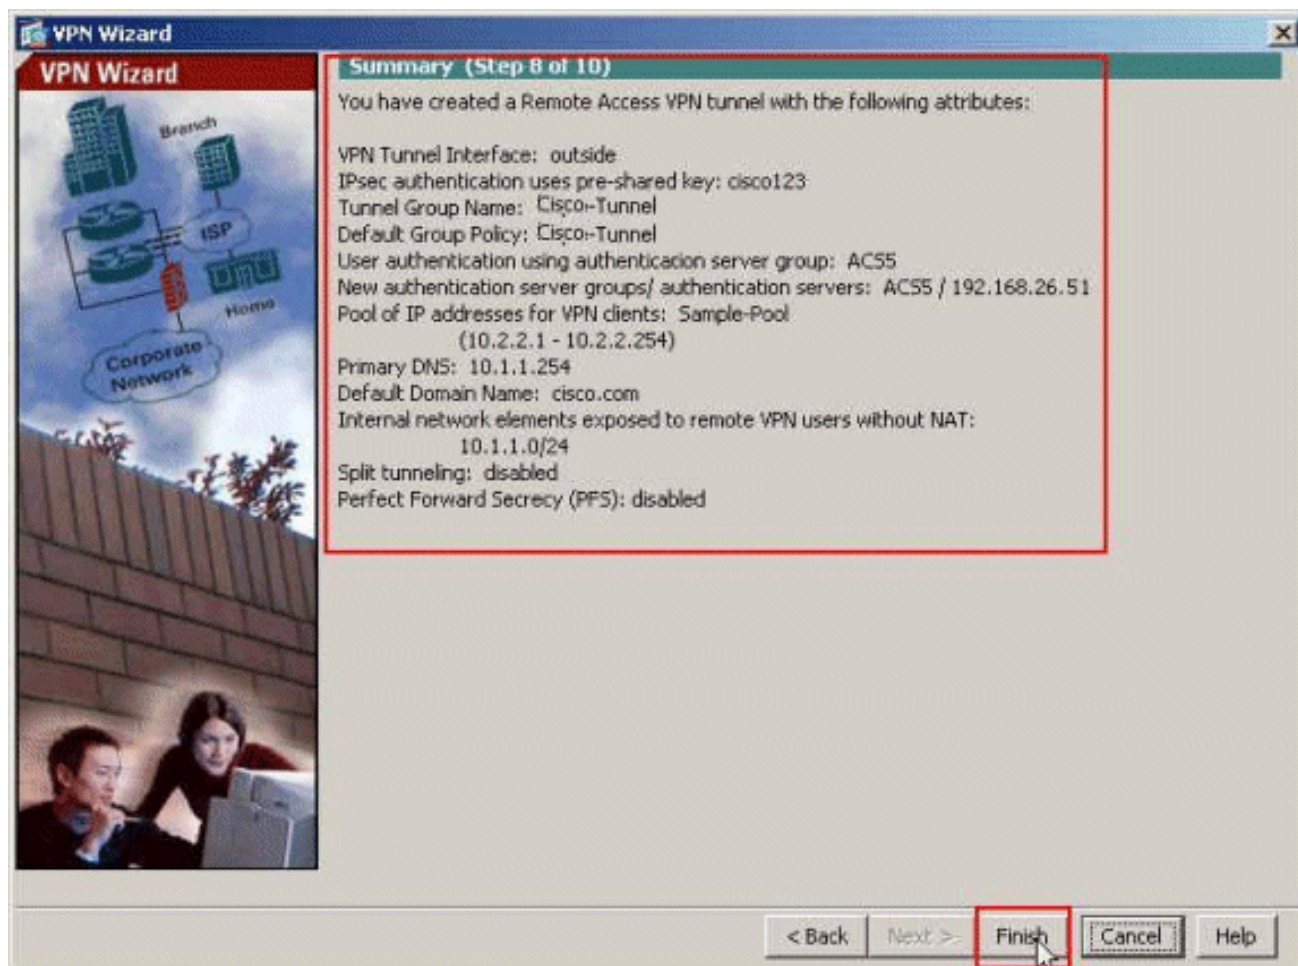 VPN Wizard
VPN Wizard
Branch
ISP
Home
Corporate
Network
Summary (Step 8 of 10)
You have created a Remote Access VPN tunnel with the following attributes:
VPN Tunnel Interface: outside
IPsec authentication uses pre-shared key: cisco123
Tunnel Group Name: Cisco-Tunnel
Default Group Policy: Cisco-Tunnel
User authentication using authentication server group: ACS5
New authentication server groups/ authentication servers: ACS5 / 192.168.26.51
Pool of IP addresses for VPN clients: Sample-Pool
(10.2.2.1 - 10.2.2.254)
Primary DNS: 10.1.1.254
Default Domain Name: cisco.com
Internal network elements exposed to remote VPN users without NAT:
10.1.1.0/24
Split tunneling: disabled
Perfect Forward Secrecy (PFS): disabled
< Back Next > Finish Cancel Help